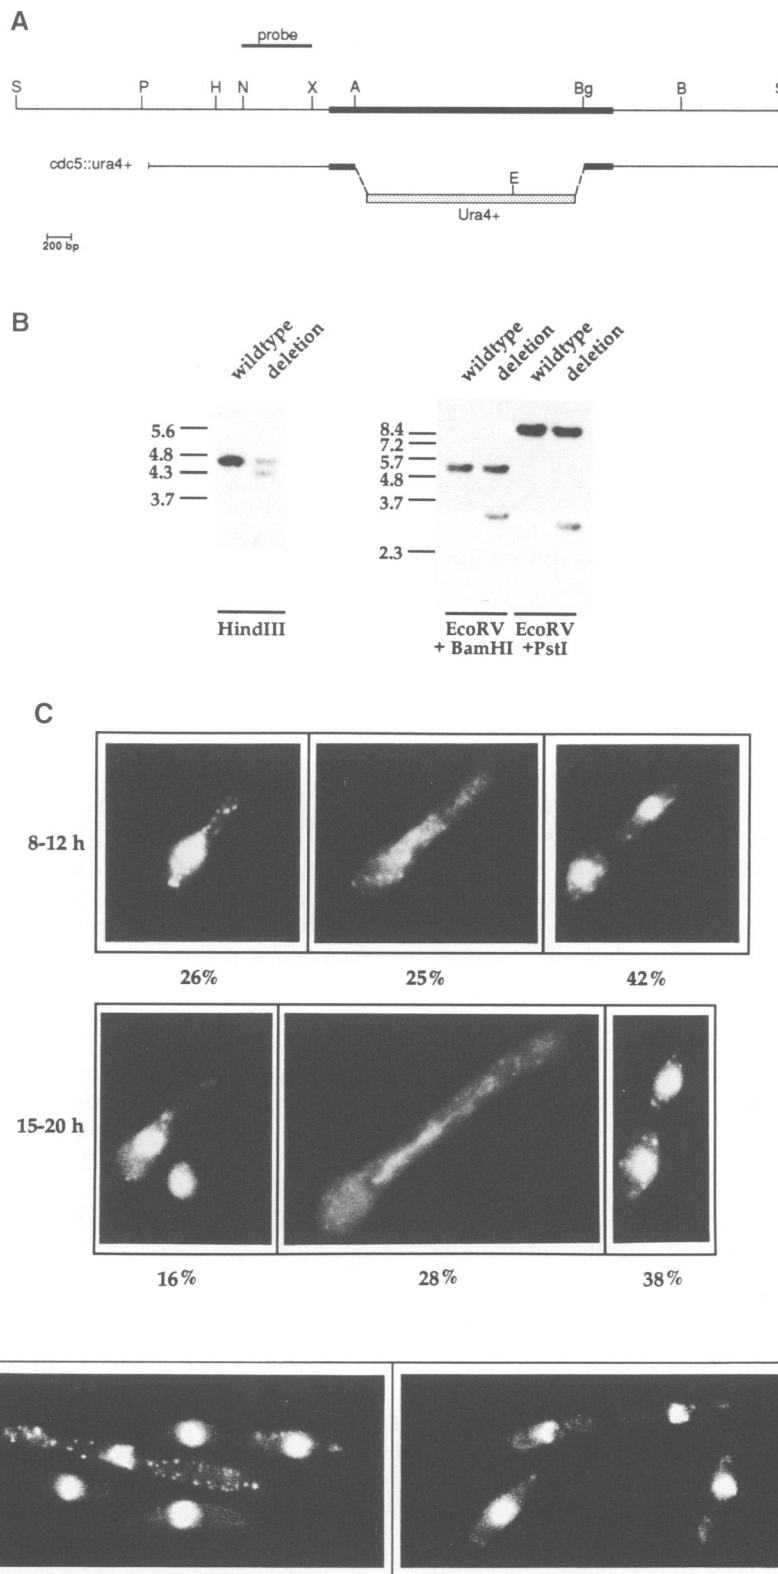 A
probe
S P H N X A Bg B S
cdc5::ura4+
E
Ura4+
200 bp
B
wildtype deletion
wildtype deletion wildtype deletion
5.6
4.8
4.3
3.7
8.4
7.2
5.7
4.8
3.7
2.3
HindIII
EcoRV EcoRV
+ BamHI +PstI
C
8-12 h
26% 25% 42%
15-20 h
16% 28% 38%